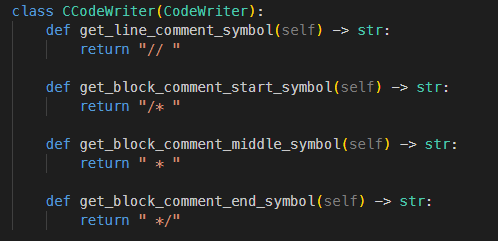 class CCodeWriter(CodeWriter):
    def get_line_comment_symbol(self) -> str:
        return "// "

    def get_block_comment_start_symbol(self) -> str:
        return "/* "

    def get_block_comment_middle_symbol(self) -> str:
        return " * "

    def get_block_comment_end_symbol(self) -> str:
        return " */"